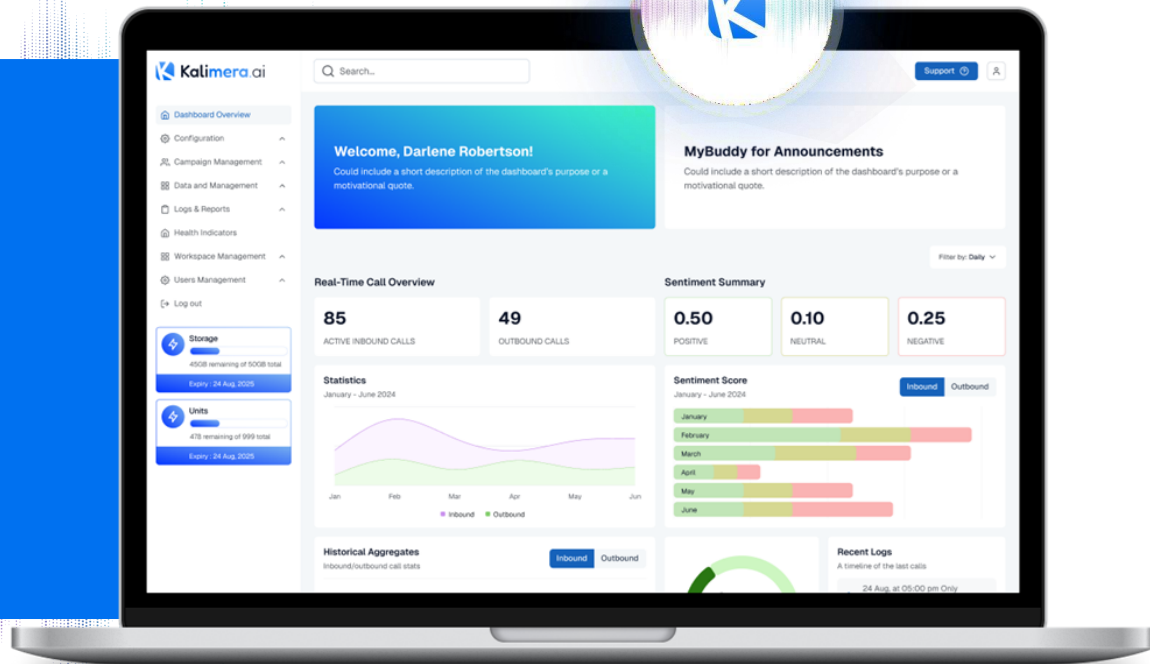 Kalimera.ai
Search...
Support
Dashboard Overview
Configuration
Campaign Management
Data and Management
Logs & Reports
Health Indicators
Workspace Management
Users Management
Log out
Storage
450GB remaining of 500GB total
Expiry : 24 Aug, 2025
Units
478 remaining of 999 total
Expiry : 24 Aug, 2025
Welcome, Darlene Robertson!
Could include a short description of the dashboard's purpose or a
motivational quote.
MyBuddy for Announcements
Could include a short description of the dashboard's purpose or a
motivational quote.
Filter by: Daily
Real-Time Call Overview
85
ACTIVE INBOUND CALLS
49
OUTBOUND CALLS
Sentiment Summary
0.50
POSITIVE
0.10
NEUTRAL
0.25
NEGATIVE
Statistics
January - June 2024
Jan Feb Mar Apr May Jun
Inbound Outbound
Sentiment Score
January - June 2024
Inbound Outbound
January
February
March
April
May
June
Historical Aggregates
Inbound/outbound call stats
Inbound Outbound
Recent Logs
A timeline of the last calls
24 Aug, at 05:00 pm Only